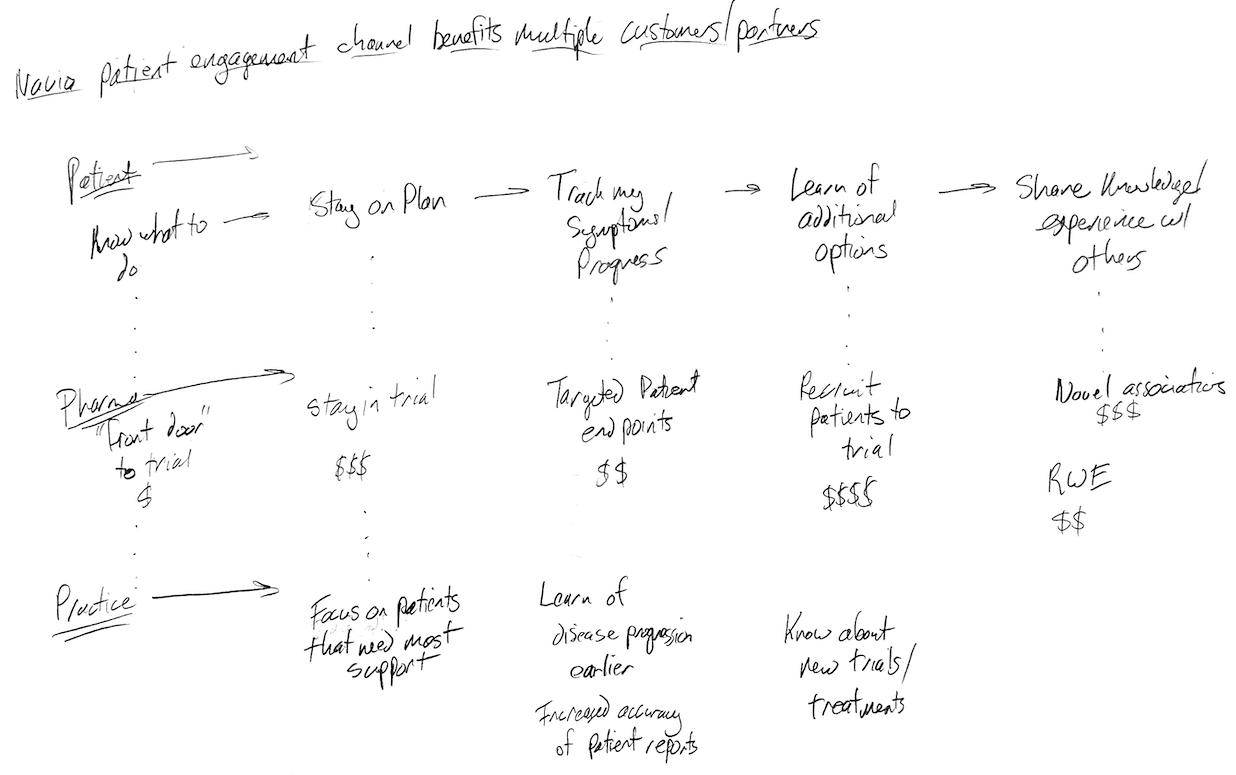 Navia patient engagement channel benefits multiple customers/partners
Patient
Know what to
do
Stay on Plan
Track my
Symptoms/
Progress
Learn of
additional
options
Share Knowledge/
experience w/
others
Pharma
"Front door"
to trial
$
Stay in trial
$$$
Targeted Patient
endpoints
$$
Recruit
patients to
trial
$$$$
Novel associations
$$$
RWE
$$
Practice
Focus on patients
that need most
support
Learn of
disease progression
earlier
Increased accuracy
of patient reports
Know about
new trials/
treatments